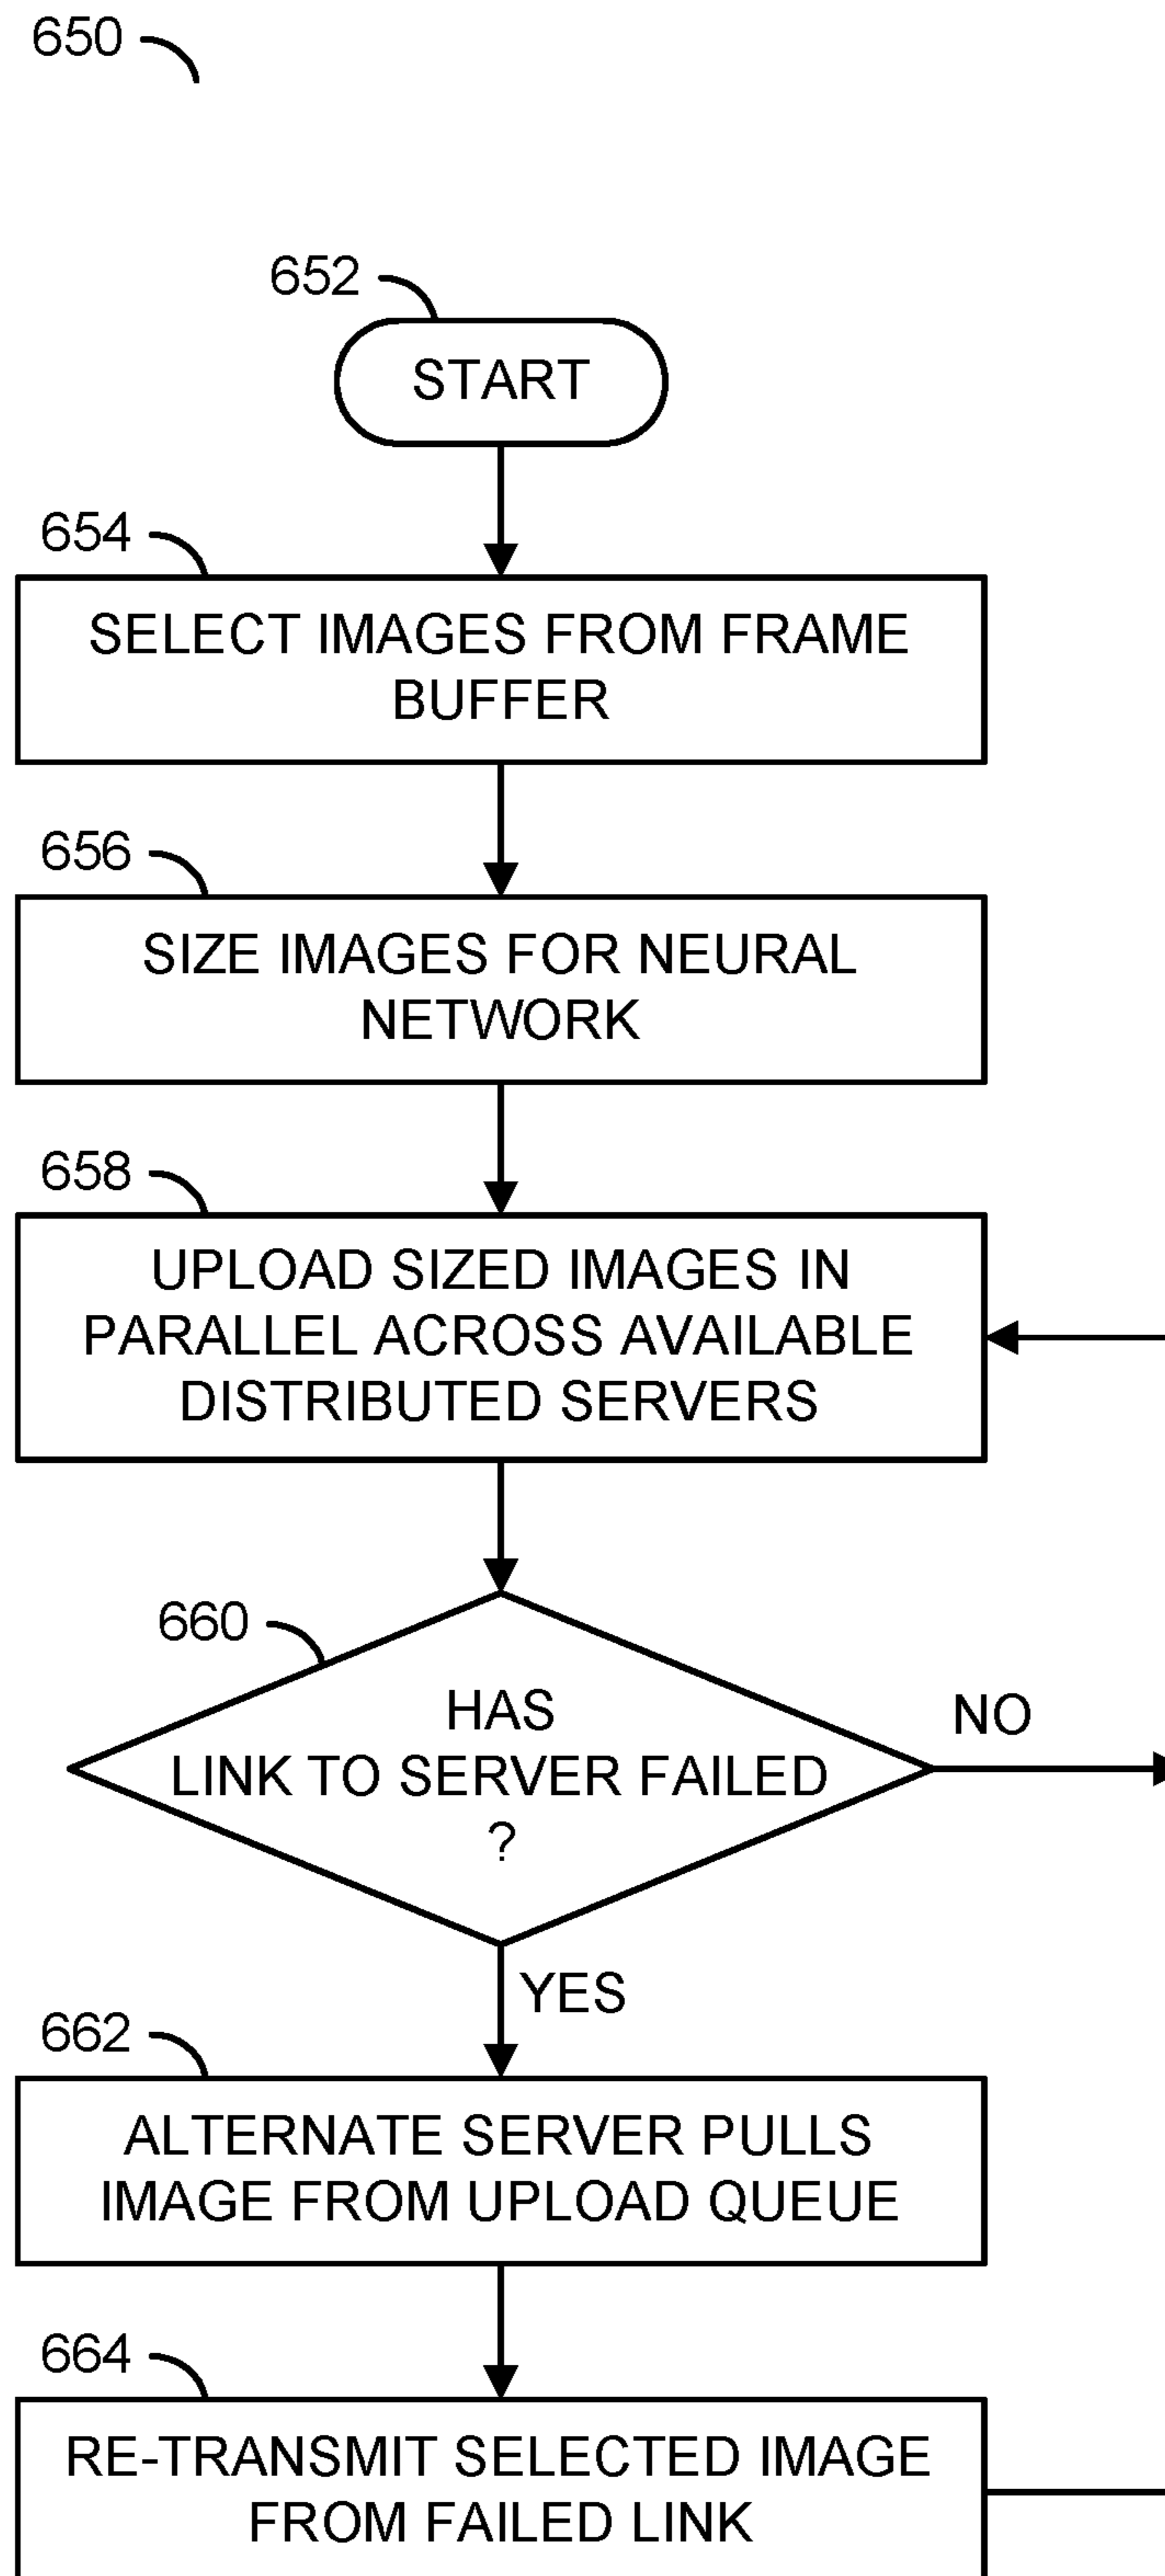 650
652
START
654
SELECT IMAGES FROM FRAME
BUFFER
656
SIZE IMAGES FOR NEURAL
NETWORK
658
UPLOAD SIZED IMAGES IN
PARALLEL ACROSS AVAILABLE
DISTRIBUTED SERVERS
660
HAS
LINK TO SERVER FAILED
?
NO
YES
662
ALTERNATE SERVER PULLS
IMAGE FROM UPLOAD QUEUE
664
RE-TRANSMIT SELECTED IMAGE
FROM FAILED LINK